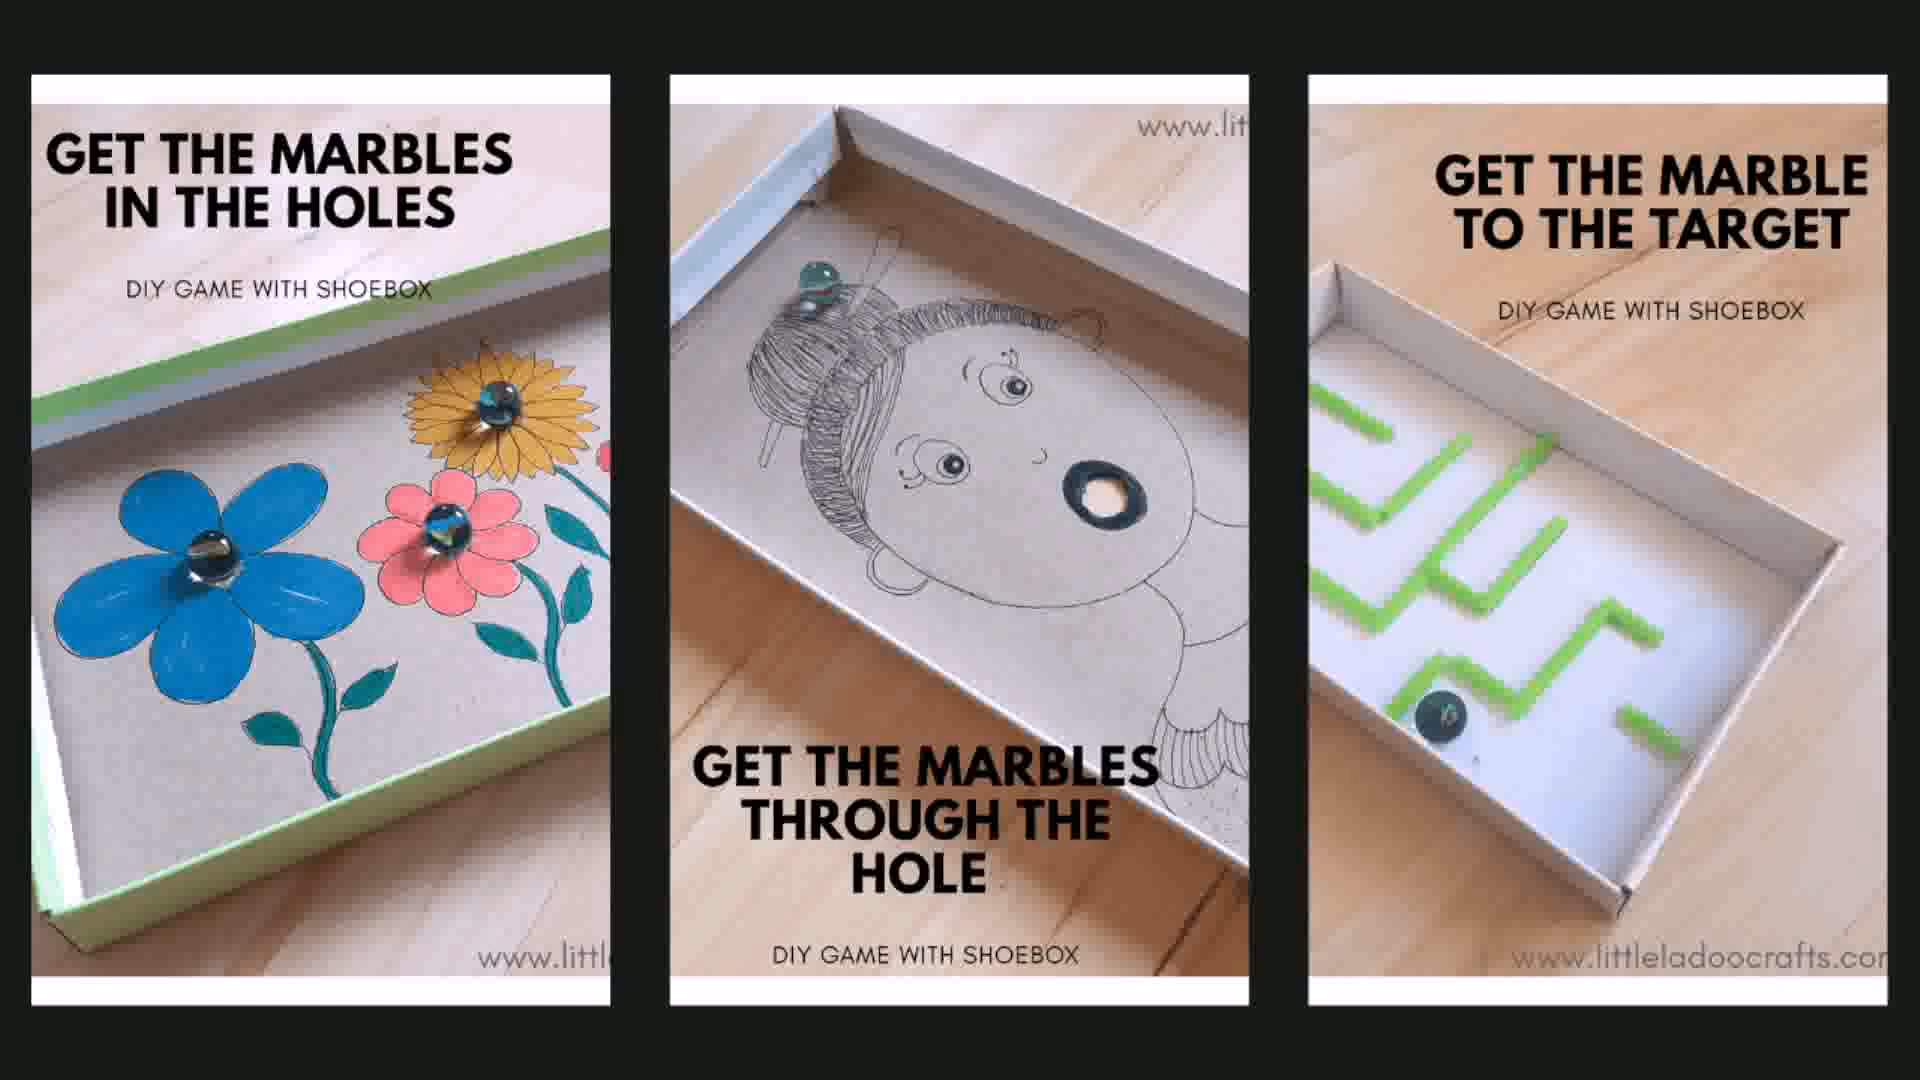 GET THE MARBLES
IN THE HOLES
DIY GAME WITH SHOEBOX
www.littl
www.lit
GET THE MARBLES
THROUGH THE
HOLE
DIY GAME WITH SHOEBOX
GET THE MARBLE
TO THE TARGET
DIY GAME WITH SHOEBOX
www.littleladoocrafts.cor